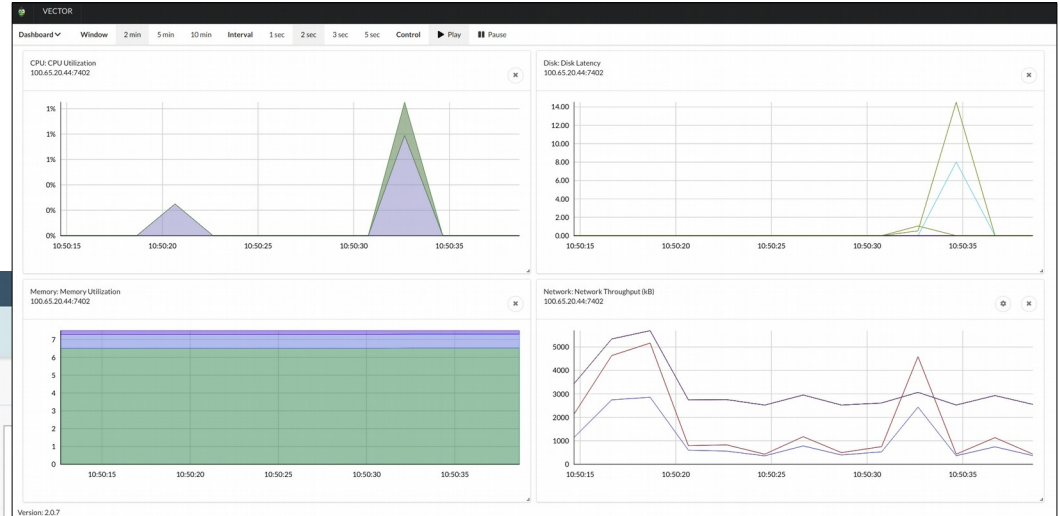 VECTOR
Dashboard Window 2 min 5 min 10 min Interval 1 sec 2 sec 3 sec 5 sec Control Play Pause
CPU: CPU Utilization
100.65.20.44:7402
1%
1%
1%
0%
0%
0%
10:50:15 10:50:20 10:50:25 10:50:30 10:50:35
Disk: Disk Latency
100.65.20.44:7402
14.00
12.00
10.00
8.00
6.00
4.00
2.00
0.00
10:50:15 10:50:20 10:50:25 10:50:30 10:50:35
Memory: Memory Utilization
100.65.20.44:7402
7
6
5
4
3
2
1
0
10:50:15 10:50:20 10:50:25 10:50:30 10:50:35
Network: Network Throughput (kB)
100.65.20.44:7402
5000
4000
3000
2000
1000
0
10:50:15 10:50:20 10:50:25 10:50:30 10:50:35
Version: 2.0.7